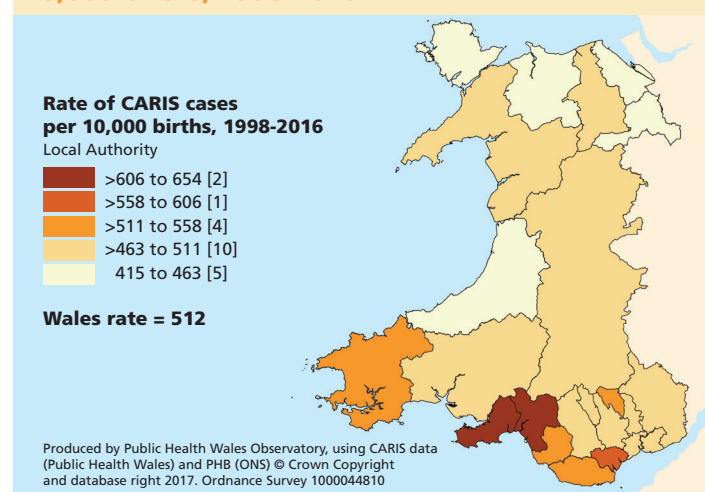 Rate of CARIS cases
per 10,000 births, 1998-2016
Local Authority
>606 to 654 [2]
>558 to 606 [1]
>511 to 558 [4]
>463 to 511 [10]
415 to 463 [5]
Wales rate = 512
Produced by Public Health Wales Observatory, using CARIS data
(Public Health Wales) and PHB (ONS) © Crown Copyright
and database right 2017. Ordnance Survey 1000044810